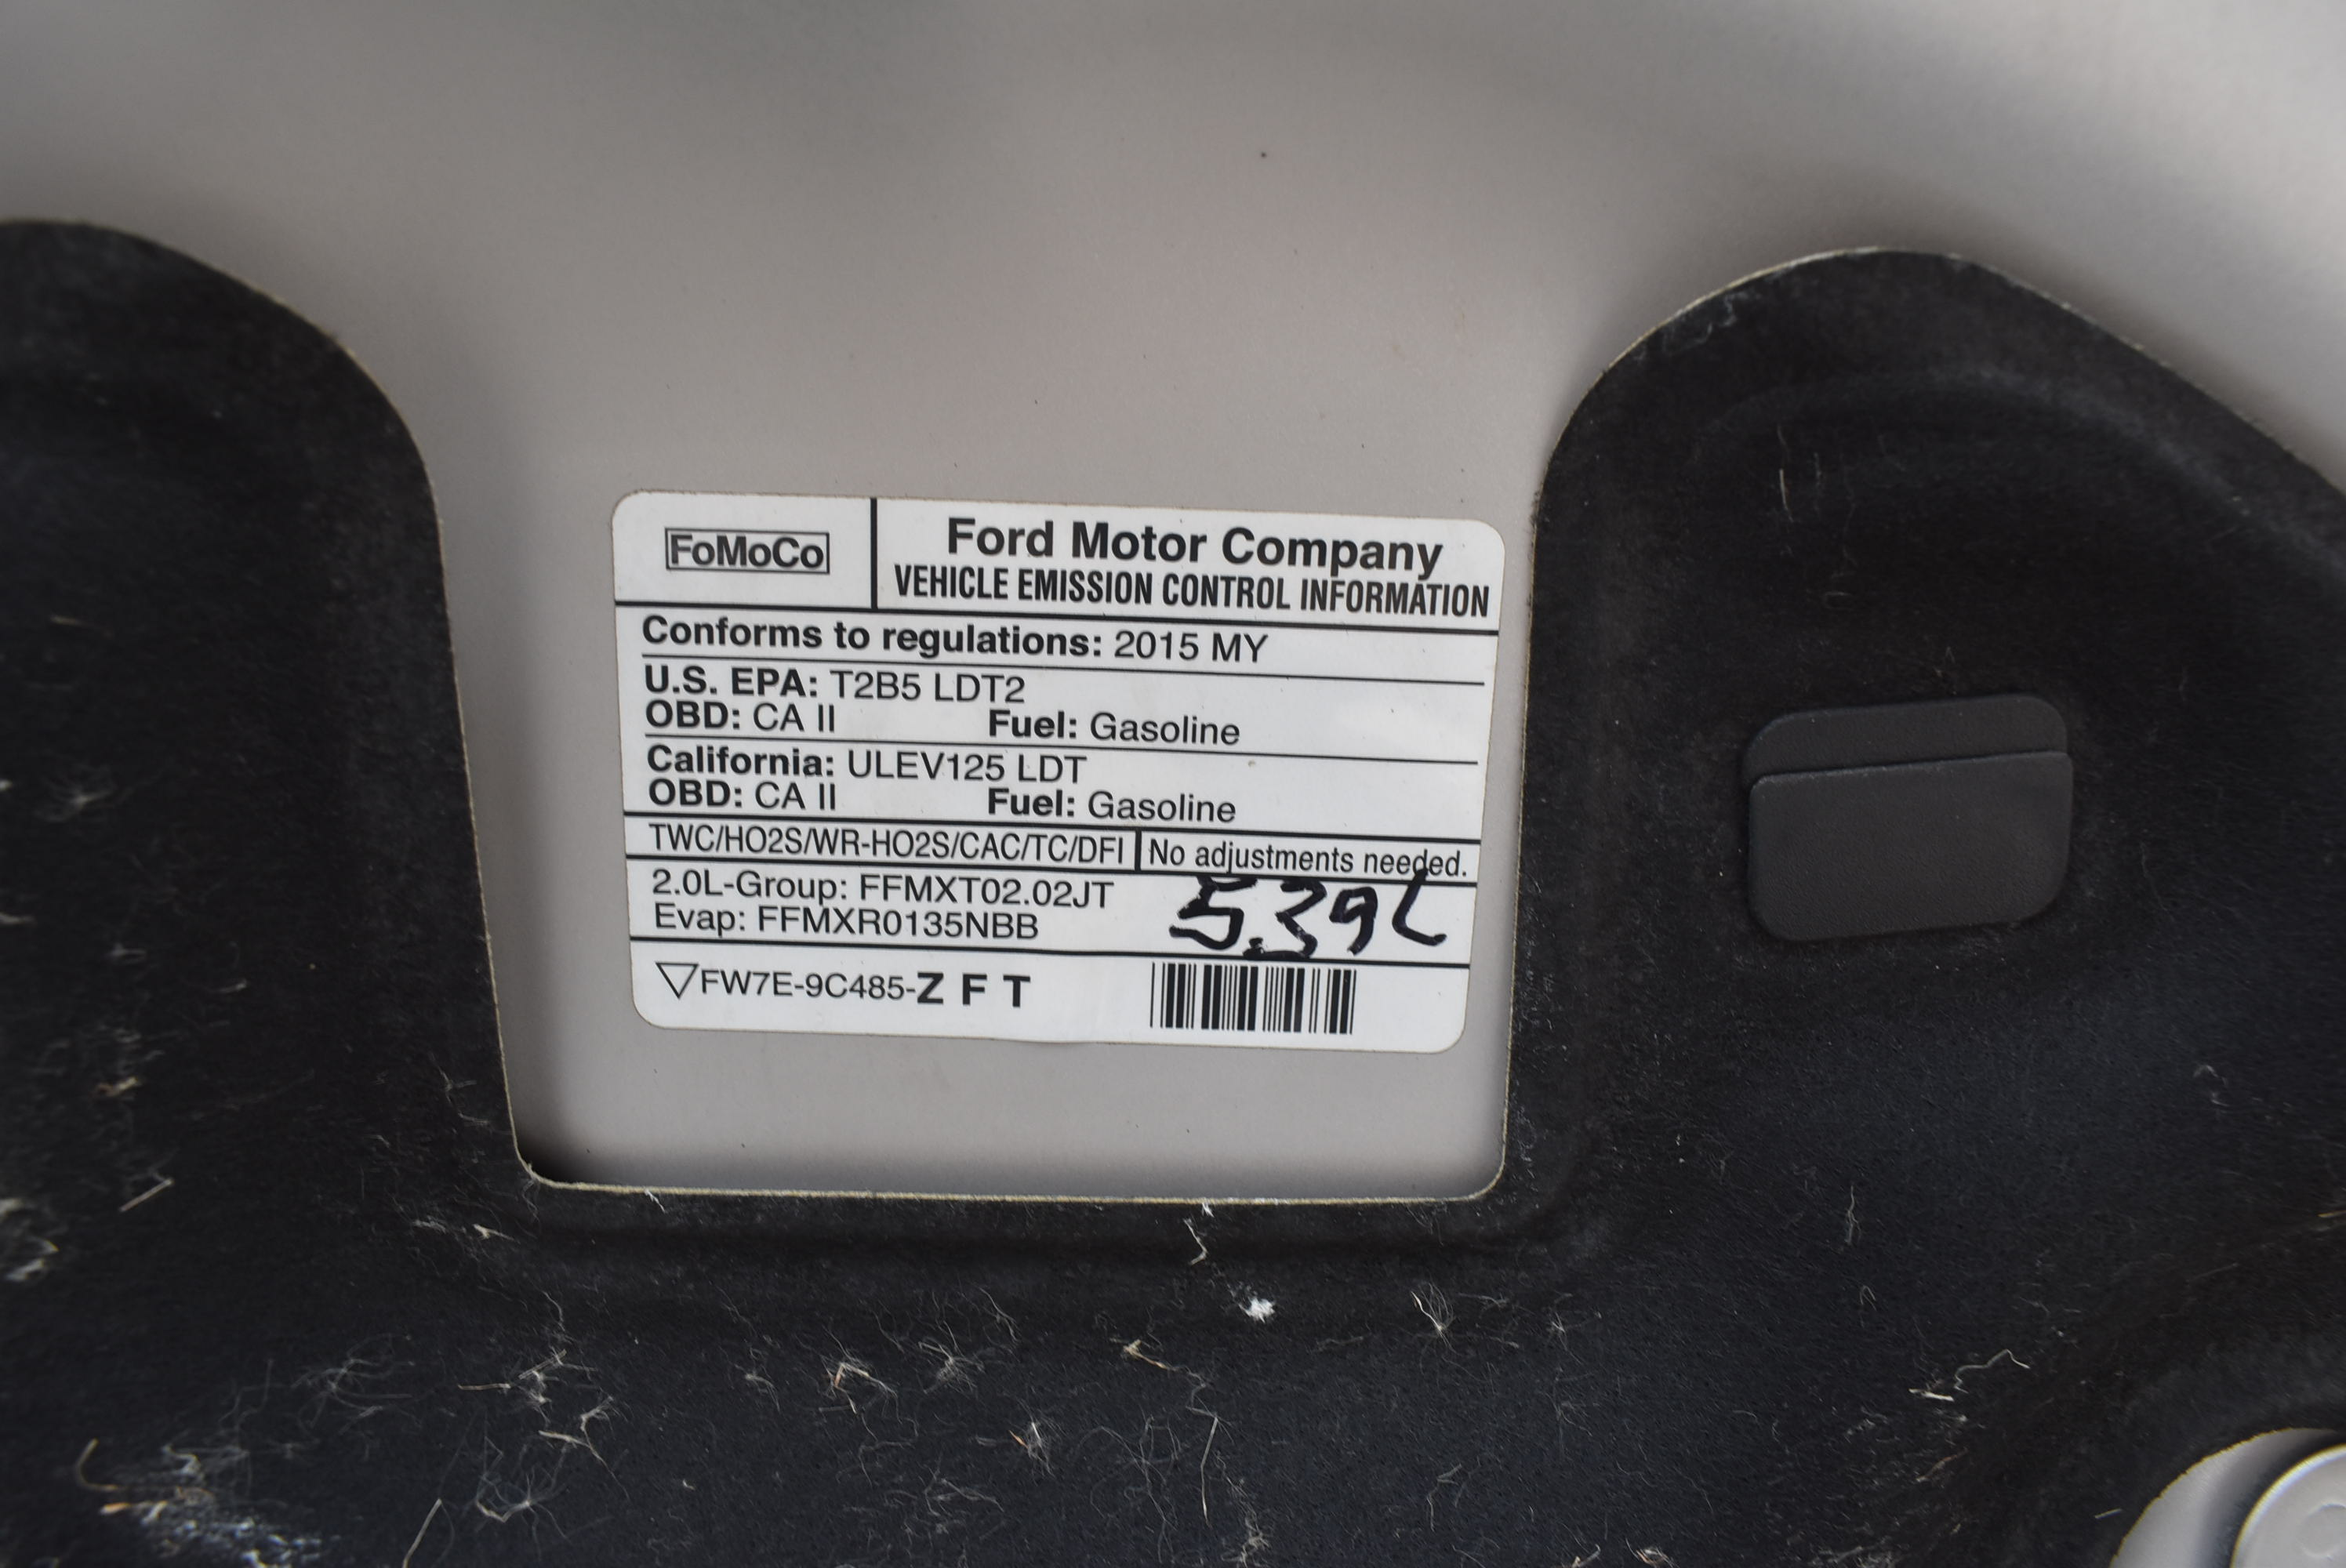 FoMoCo
Ford Motor Company
VEHICLE EMISSION CONTROL INFORMATION
Conforms to regulations: 2015 MY
U.S. EPA: T2B5 LDT2
OBD: CA II Fuel: Gasoline
California: ULEV125 LDT
OBD: CA II Fuel: Gasoline
TWC/HO2S/WR-HO2S/CAC/TC/DFI No adjustments needed.
2.0L-Group: FFMXT02.02JT
Evap: FFMXR0135NBB
5.39L
FW7E-9C485-Z F T